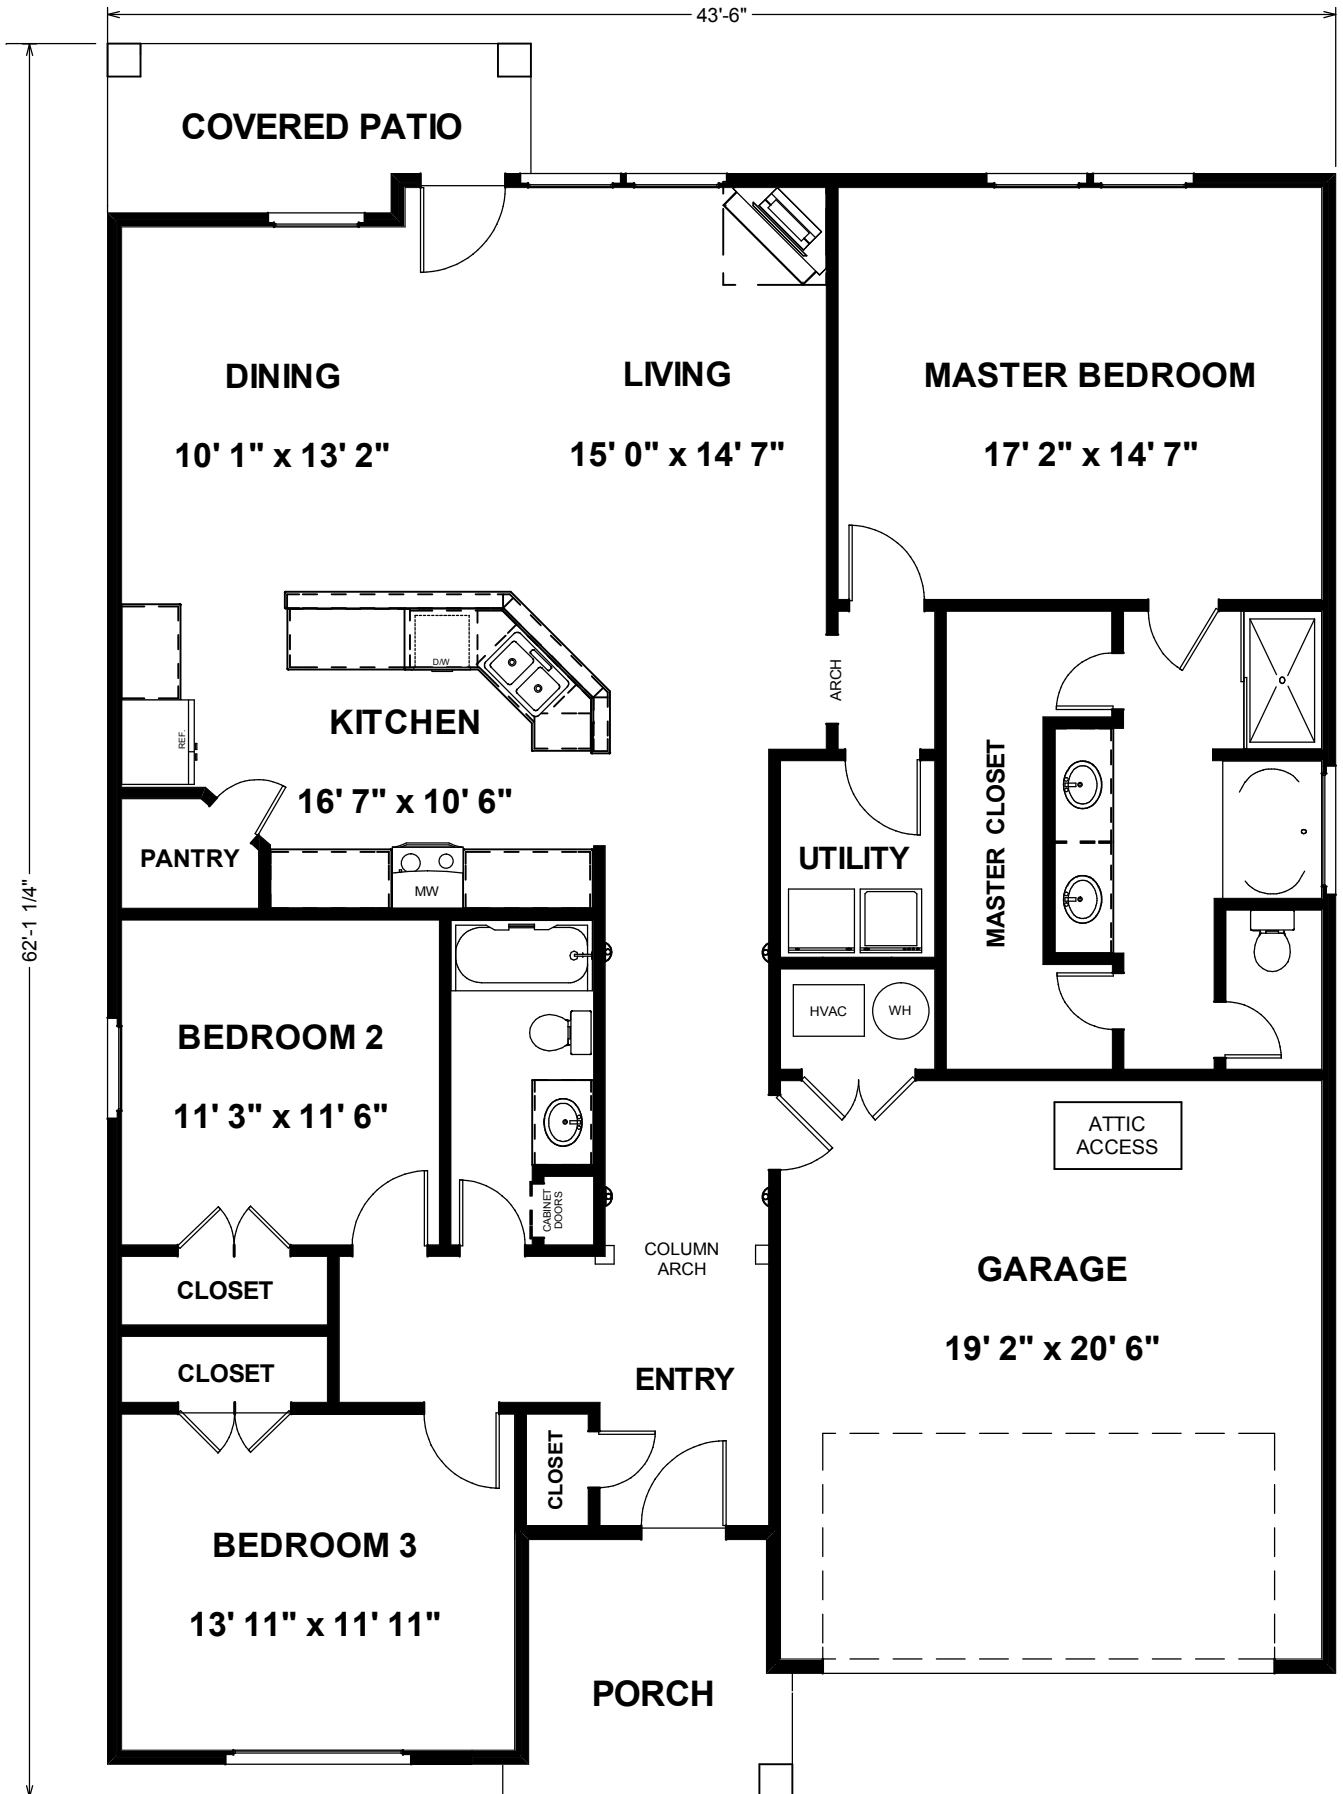 43'-6"
COVERED PATIO
DINING
10' 1" x 13' 2"
LIVING
15' 0" x 14' 7"
MASTER BEDROOM
17' 2" x 14' 7"
D/W
ARCH
REF.
KITCHEN
16' 7" x 10' 6"
PANTRY
MW
UTILITY
MASTER CLOSET
62'-1 1/4"
HVAC
WH
BEDROOM 2
11' 3" x 11' 6"
ATTIC
ACCESS
CABINET
DOORS
COLUMN
ARCH
GARAGE
19' 2" x 20' 6"
CLOSET
CLOSET
ENTRY
CLOSET
BEDROOM 3
13' 11" x 11' 11"
PORCH